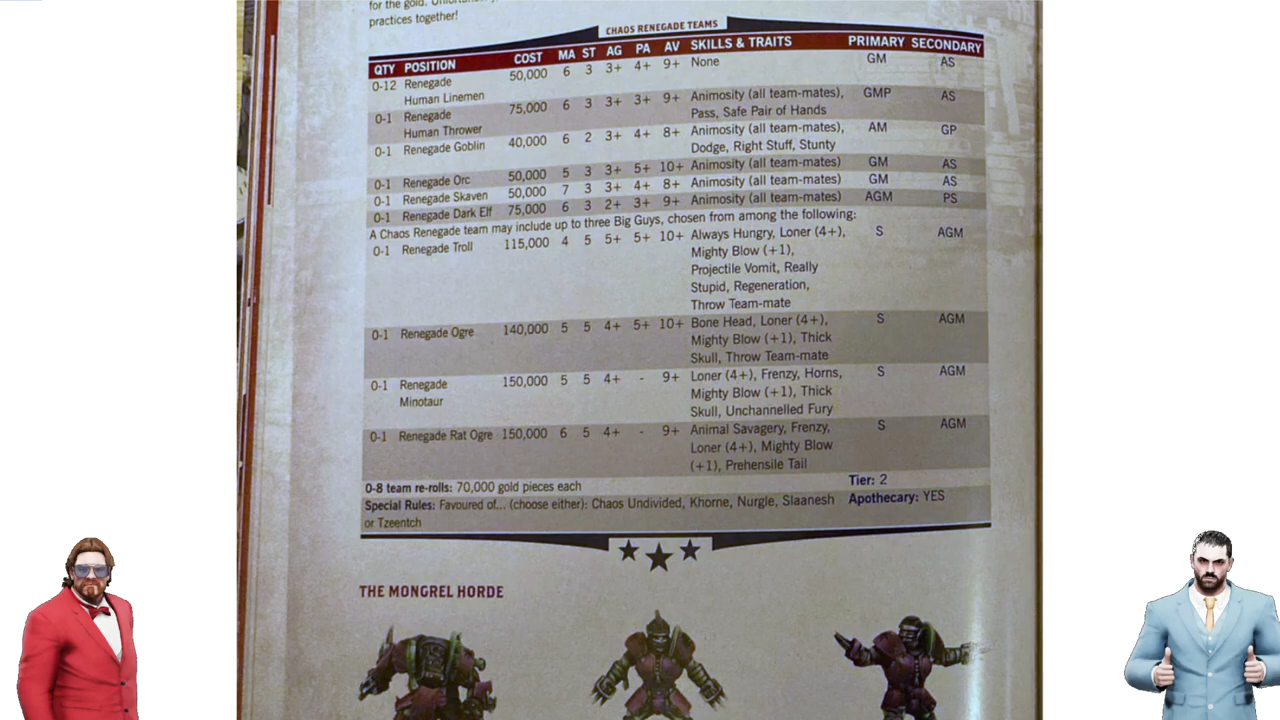 for the gold.
practices together!
CHAOS RENEGADE TEAMS
QTY POSITION COST MA ST AG PA AV SKILLS & TRAITS PRIMARY SECONDARY
0-12 Renegade Human Linemen 50,000 6 3 3+ 4+ 9+ None GM AS
0-1 Renegade Human Thrower 75,000 6 3 3+ 3+ 9+ Animosity (all team-mates), GMP AS
Pass, Safe Pair of Hands
0-1 Renegade Goblin 40,000 6 2 3+ 4+ 8+ Animosity (all team-mates), AM GP
Dodge, Right Stuff, Stunty
0-1 Renegade Orc 50,000 5 3 3+ 5+ 10+ Animosity (all team-mates) GM AS
0-1 Renegade Skaven 50,000 7 3 3+ 4+ 8+ Animosity (all team-mates) GM AS
0-1 Renegade Dark Elf 75,000 6 3 2+ 3+ 9+ Animosity (all team-mates) AGM PS
A Chaos Renegade team may include up to three Big Guys, chosen from among the following:
0-1 Renegade Troll 115,000 4 5 5+ 5+ 10+ Always Hungry, Loner (4+), S AGM
Mighty Blow (+1),
Projectile Vomit, Really
Stupid, Regeneration,
Throw Team-mate
0-1 Renegade Ogre 140,000 5 5 4+ 5+ 10+ Bone Head, Loner (4+), S AGM
Mighty Blow (+1), Thick
Skull, Throw Team-mate
0-1 Renegade Minotaur 150,000 5 5 4+ - 9+ Loner (4+), Frenzy, Horns, S AGM
Mighty Blow (+1), Thick
Skull, Unchannelled Fury
0-1 Renegade Rat Ogre 150,000 6 5 4+ - 9+ Animal Savagery, Frenzy, S AGM
Loner (4+), Mighty Blow
(+1), Prehensile Tail
0-8 team re-rolls: 70,000 gold pieces each Tier: 2
Special Rules: Favoured of... (choose either): Chaos Undivided, Khorne, Nurgle, Slaanesh Apothecary: YES
or Tzeentch
THE MONGREL HORDE